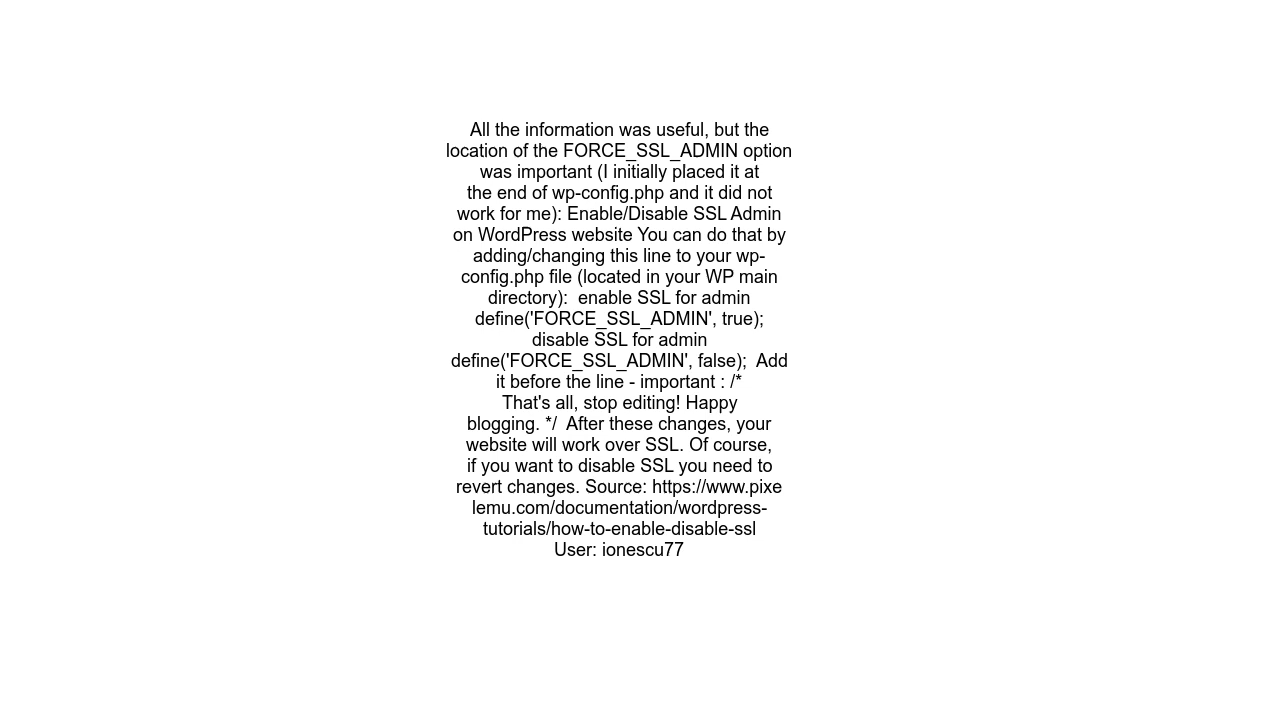 All the information was useful, but the
location of the FORCE_SSL_ADMIN option
was important (I initially placed it at
the end of wp-config.php and it did not
work for me): Enable/Disable SSL Admin
on WordPress website You can do that by
adding/changing this line to your wp-
config.php file (located in your WP main
directory):  enable SSL for admin
define('FORCE_SSL_ADMIN', true);
disable SSL for admin
define('FORCE_SSL_ADMIN', false);  Add
it before the line - important : /*
That's all, stop editing! Happy
blogging. */  After these changes, your
website will work over SSL. Of course,
if you want to disable SSL you need to
revert changes. Source: https://www.pixe
lemu.com/documentation/wordpress-
tutorials/how-to-enable-disable-ssl
User: ionescu77